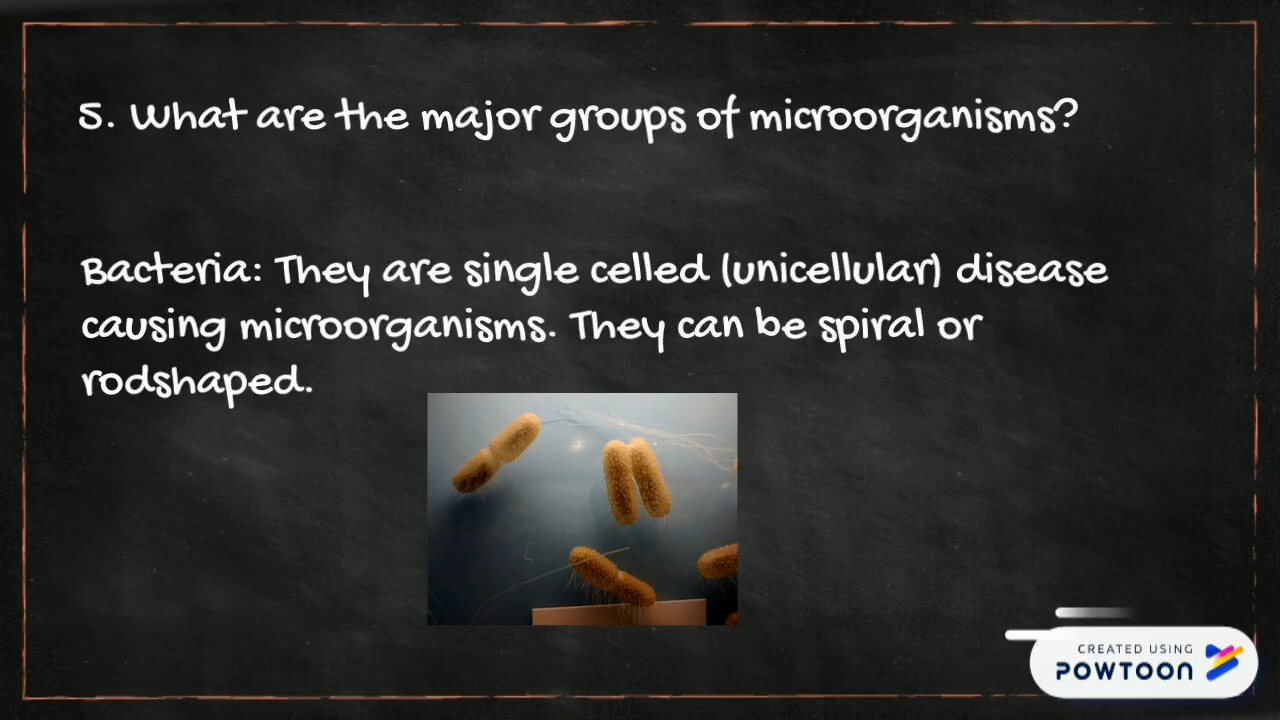 5. What are the major groups of microorganisms?
Bacteria: They are single celled (unicellular) disease
causing microorganisms. They can be spiral or
rodshaped.
CREATED USING
POWTOON